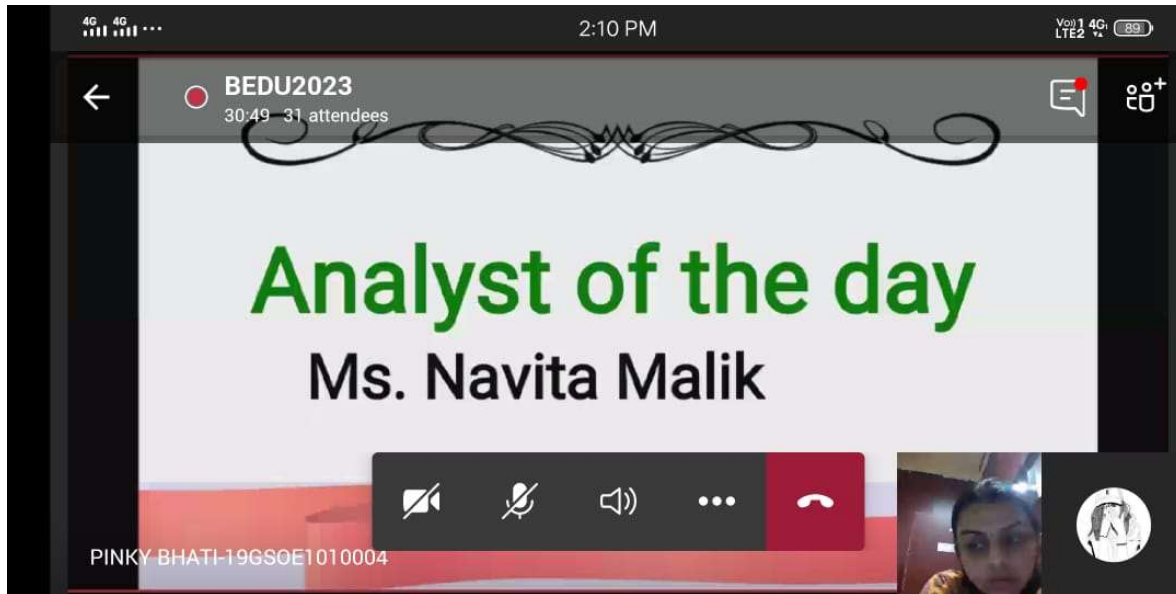 4G 4G
2:10 PM
Vo)) 1 4G
LTE2
89
BEDU2023
30:49 31 attendees
Analyst of the day
Ms. Navita Malik
PINKY BHATI-19GSOE1010004